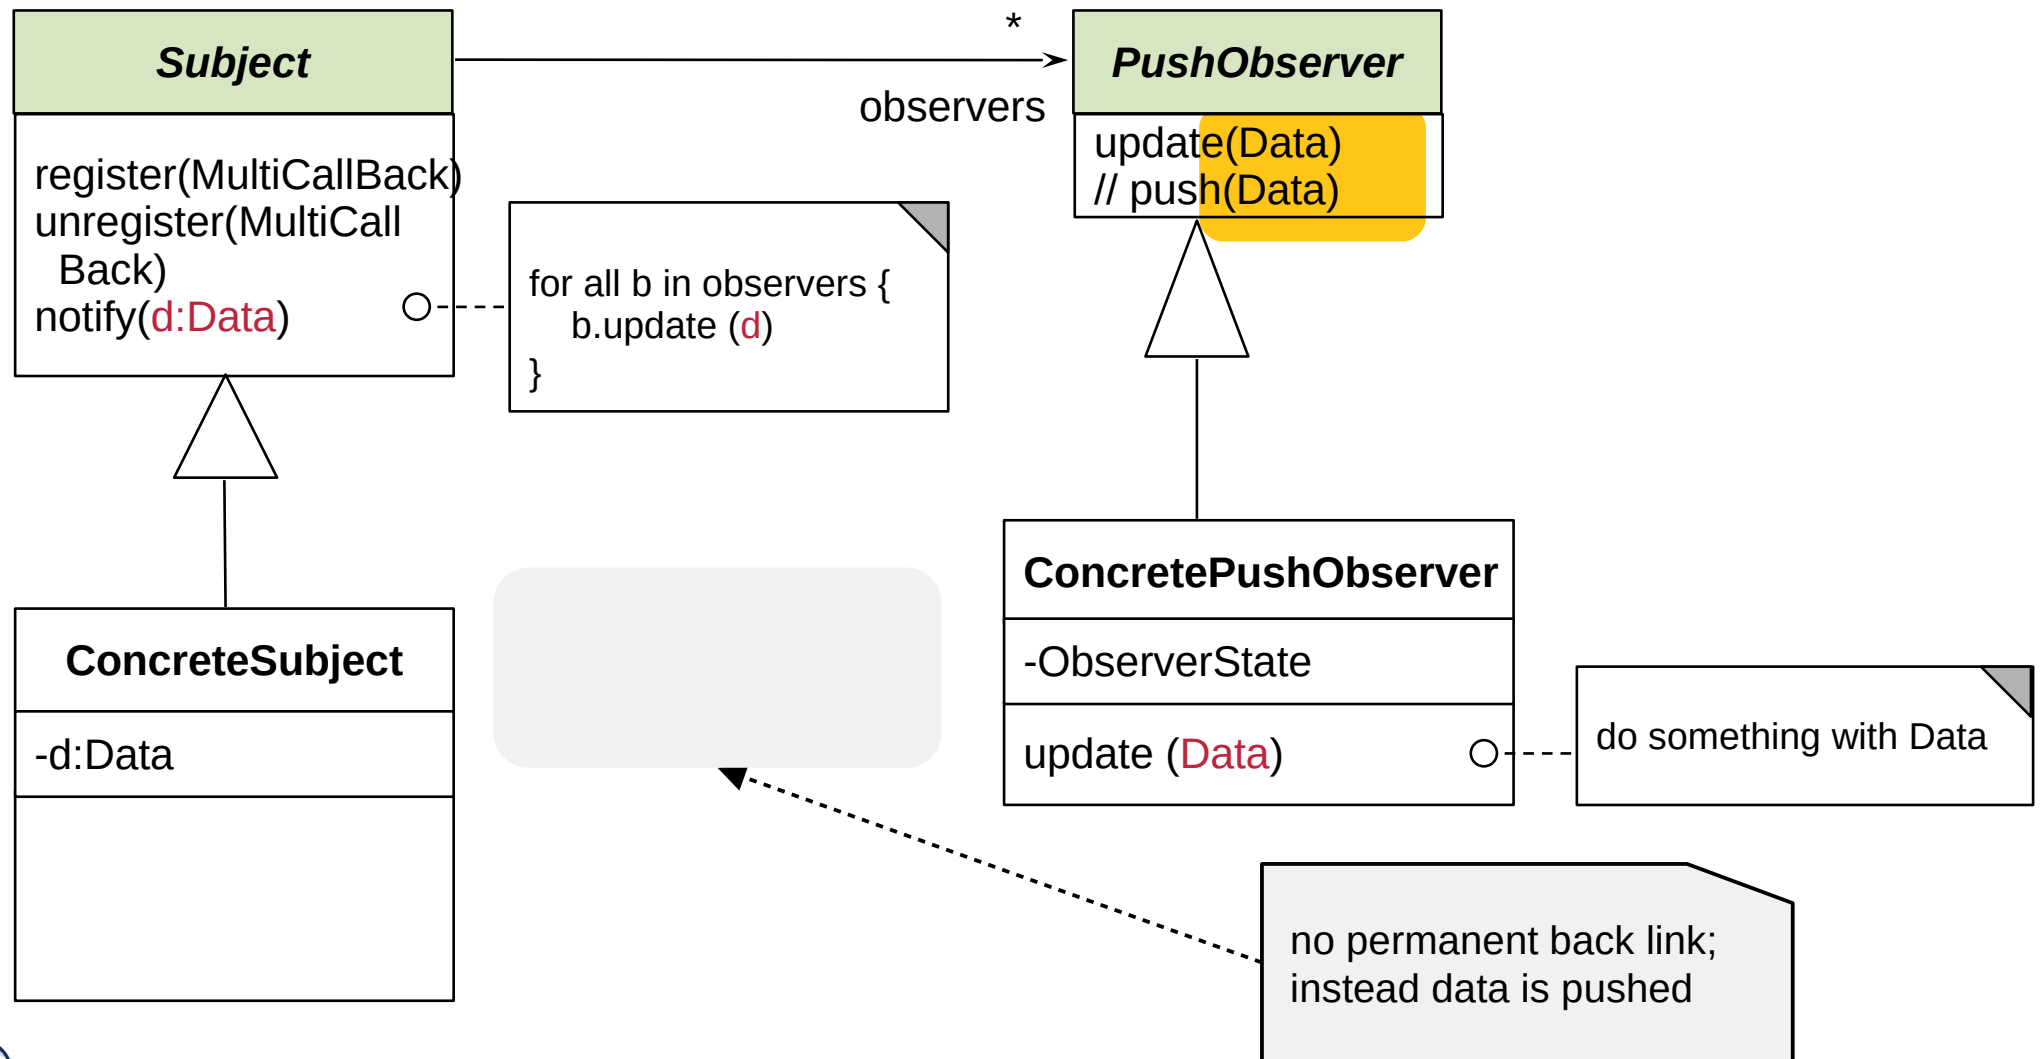 Subject
register(MultiCallBack)
unregister(MultiCall
Back)
notify(d:Data)
*
observers
PushObserver
update(Data)
// push(Data)
for all b in observers {
b.update (d)
}
ConcreteSubject
-d:Data
ConcretePushObserver
-ObserverState
update (Data)
do something with Data
no permanent back link;
instead data is pushed